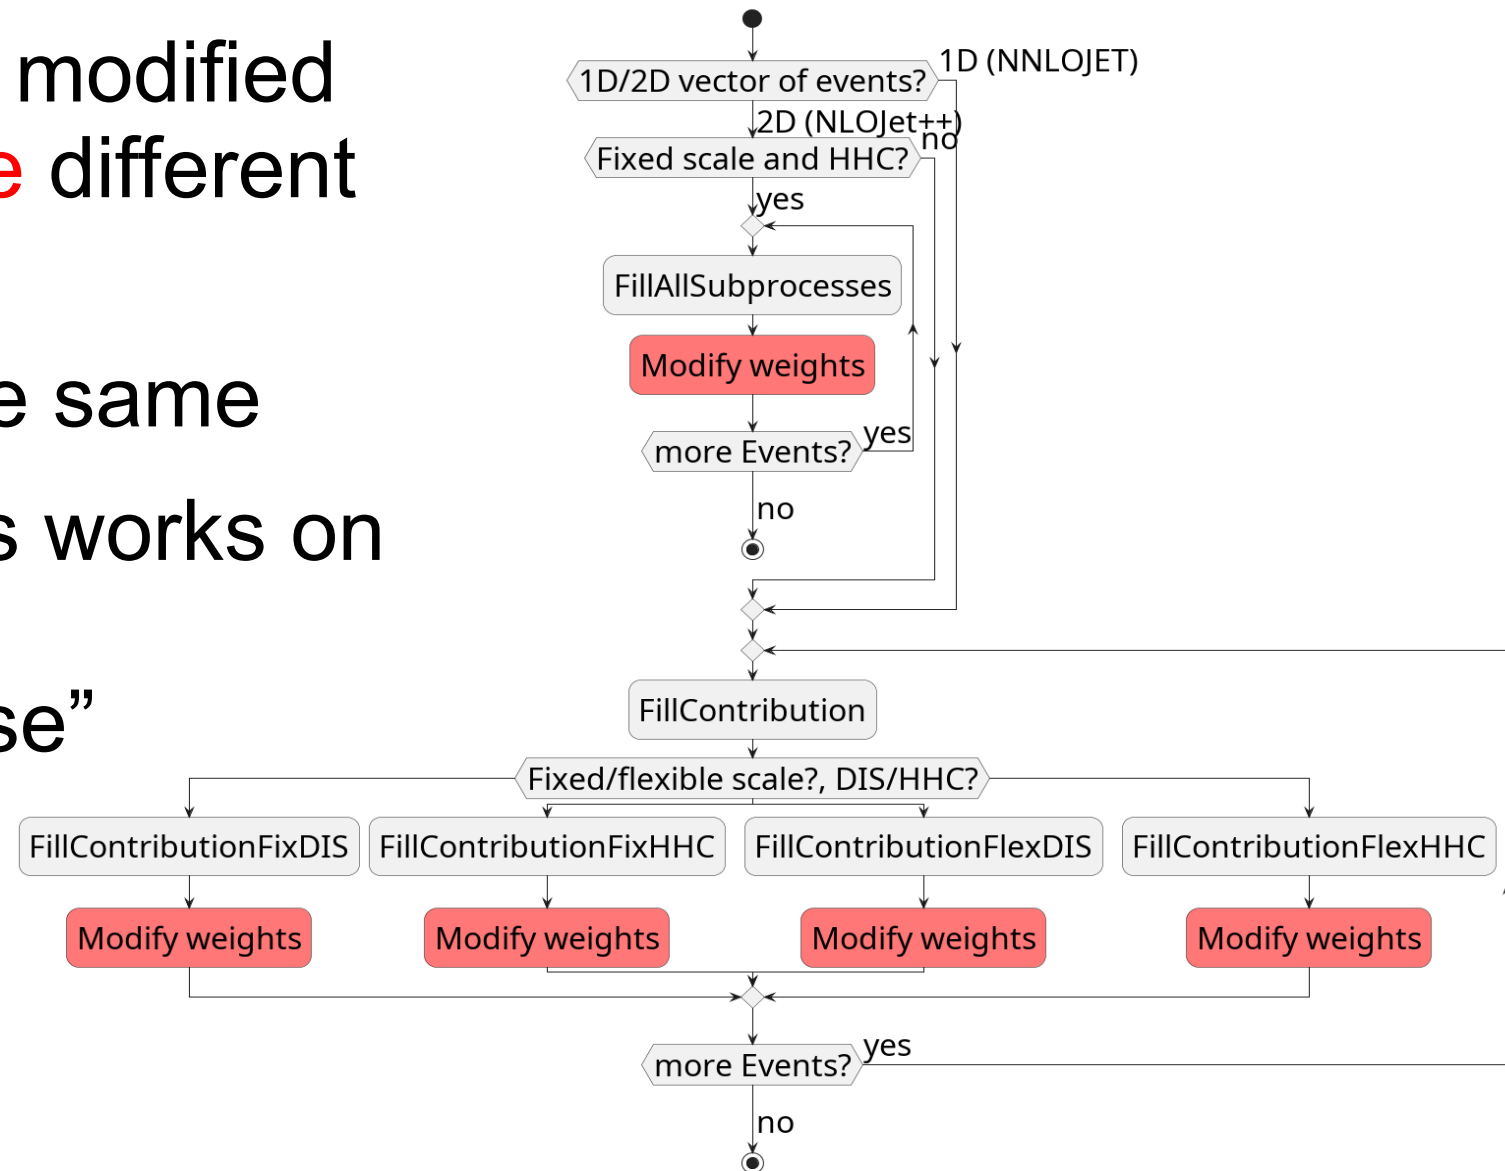 modified
e different
e same
s works on
se”
1D (NNLOJET)
1D/2D vector of events?
2D (NLOJet++)
no
Fixed scale and HHC?
yes
FillAllSubprocesses
Modify weights
more Events?
yes
no
FillContribution
Fixed/flexible scale?, DIS/HHC?
FillContributionFixDIS
FillContributionFixHHC
FillContributionFlexDIS
FillContributionFlexHHC
Modify weights
Modify weights
Modify weights
Modify weights
more Events?
yes
no